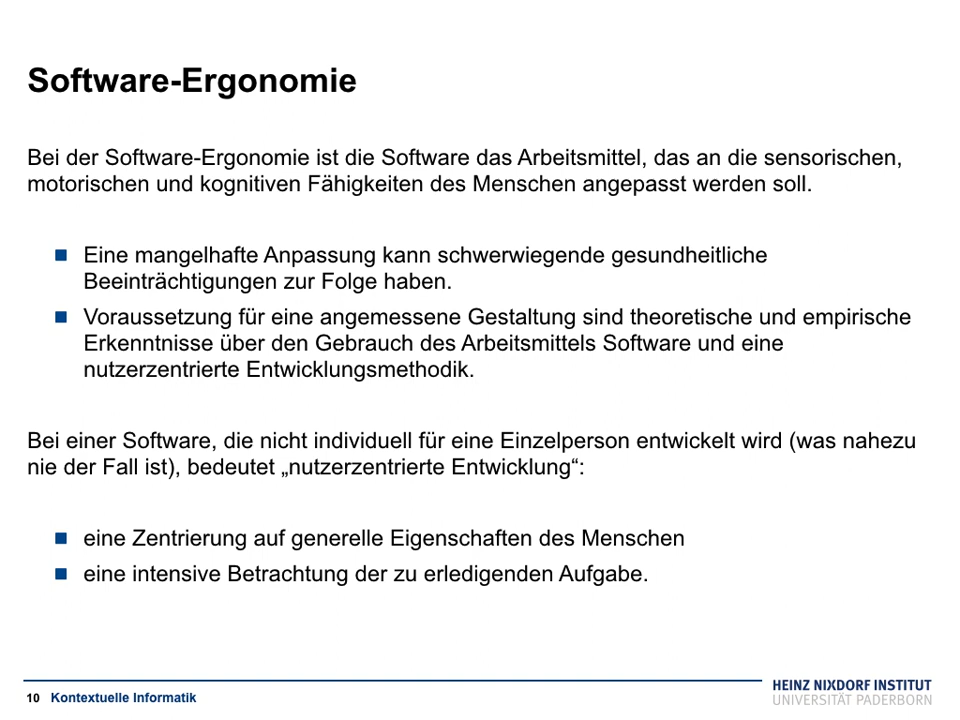 Software-Ergonomie
Bei der Software-Ergonomie ist die Software das Arbeitsmittel, das an die sensorischen,
motorischen und kognitiven Fähigkeiten des Menschen angepasst werden soll.
Eine mangelhafte Anpassung kann schwerwiegende gesundheitliche
Beeinträchtigungen zur Folge haben.
Voraussetzung für eine angemessene Gestaltung sind theoretische und empirische
Erkenntnisse über den Gebrauch des Arbeitsmittels Software und eine
nutzerzentrierte Entwicklungsmethodik.
Bei einer Software, die nicht individuell für eine Einzelperson entwickelt wird (was nahezu
nie der Fall ist), bedeutet „nutzerzentrierte Entwicklung“:
eine Zentrierung auf generelle Eigenschaften des Menschen
eine intensive Betrachtung der zu erledigenden Aufgabe.
10 Kontextuelle Informatik
HEINZ NIXDORF INSTITUT
UNIVERSITÄT PADERBORN